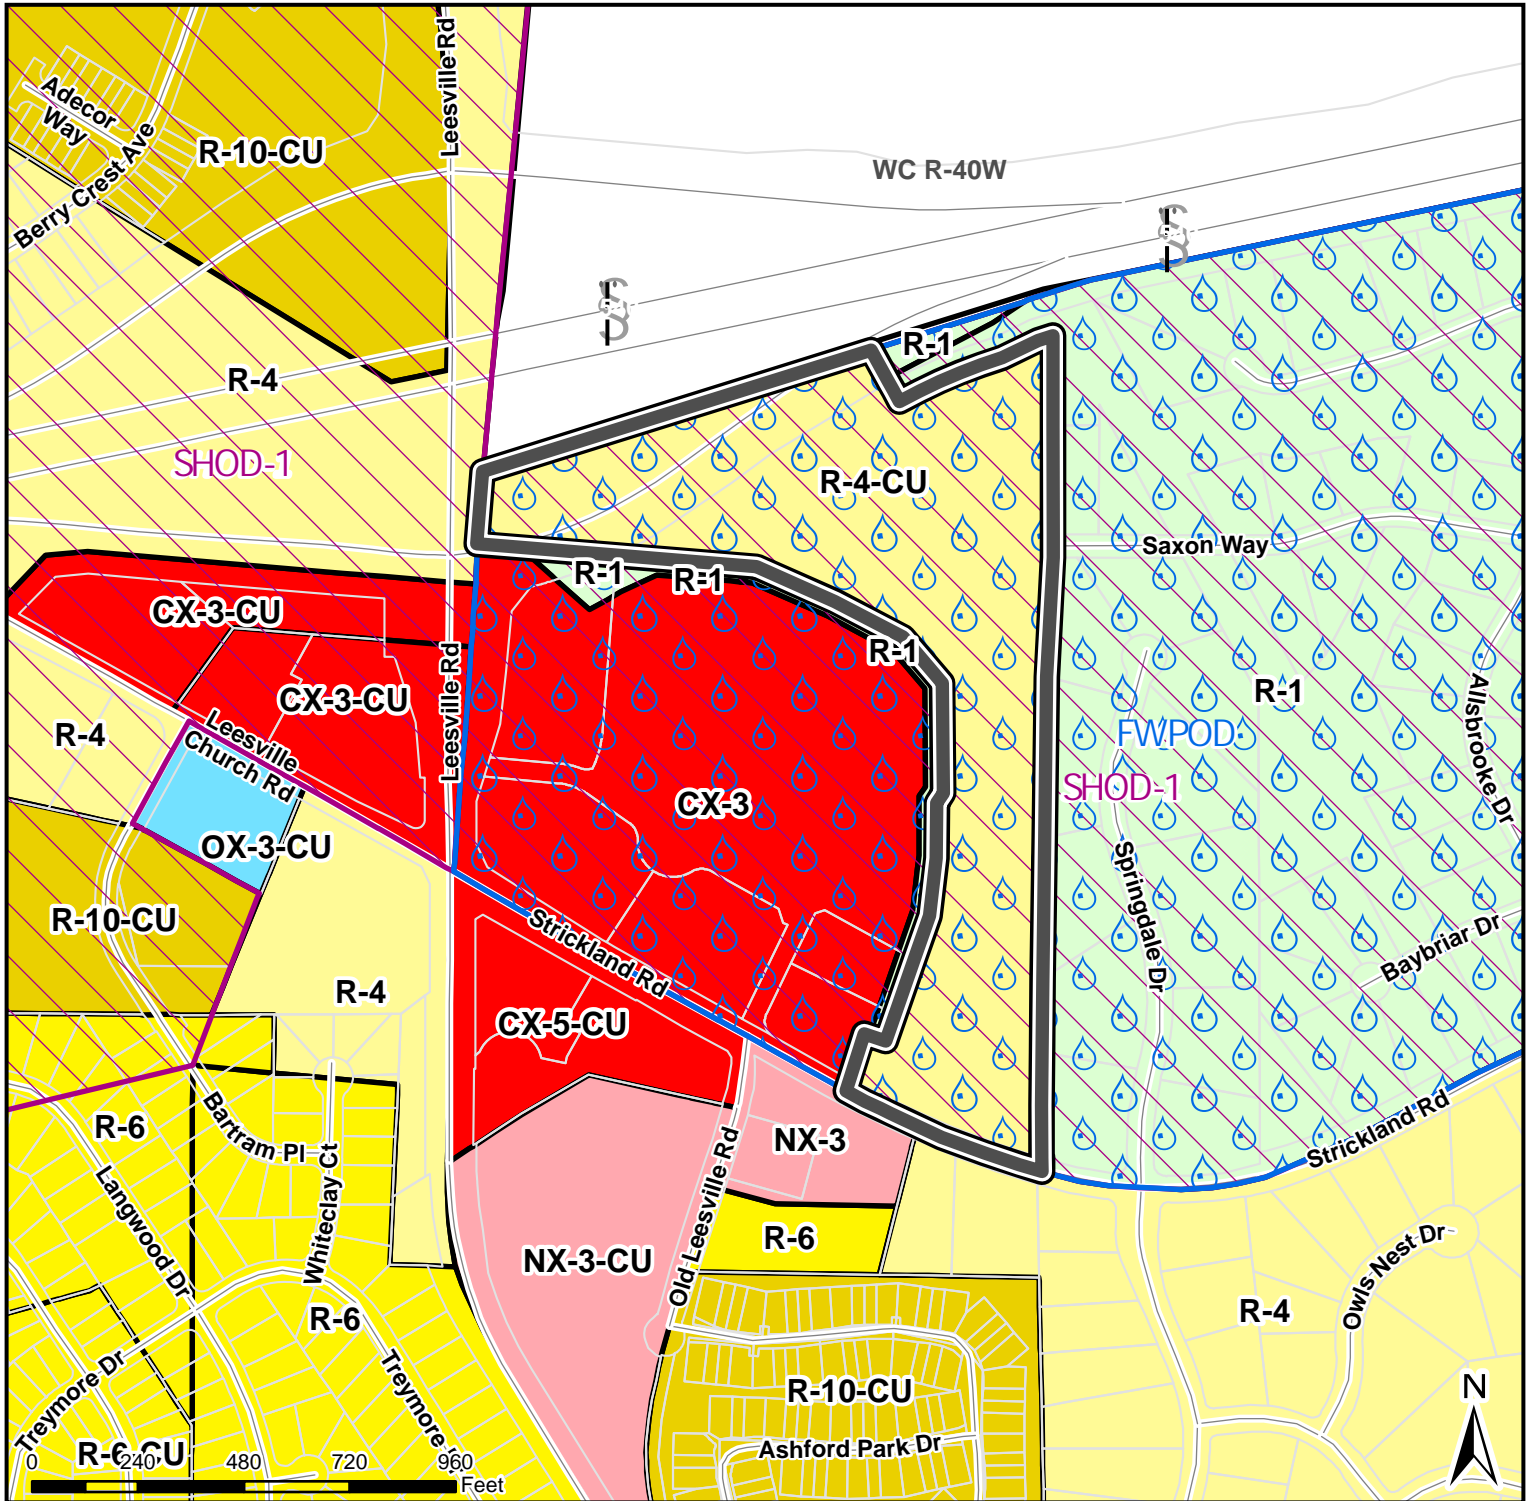 Adecor
Way
R-10-CU
Leesville Rd
WC R-40W
Berry Crest Ave
R-1
R-4
SHOD-1
R-4-CU
Saxon Way
R-1
R-1
CX-3-CU
R-1
Leesville Rd
CX-3-CU
R-1
R-4
Leesville
Church Rd
Allsbrooke Dr
FWPOD
SHOD-1
CX-3
OX-3-CU
Springdale Dr
R-10-CU
Strickland Rd
Baybriar Dr
R-4
CX-5-CU
Strickland Rd
R-6
Bartram Pl
NX-3
Whiteclay Ct
Langwood Dr
Old Leesville Rd
R-6
NX-3-CU
Owls Nest Dr
R-4
R-6
Treymore Dr
Treymore
R-10-CU
N
Ashford Park Dr
R-6-CU
0 240 480 720 960
Feet